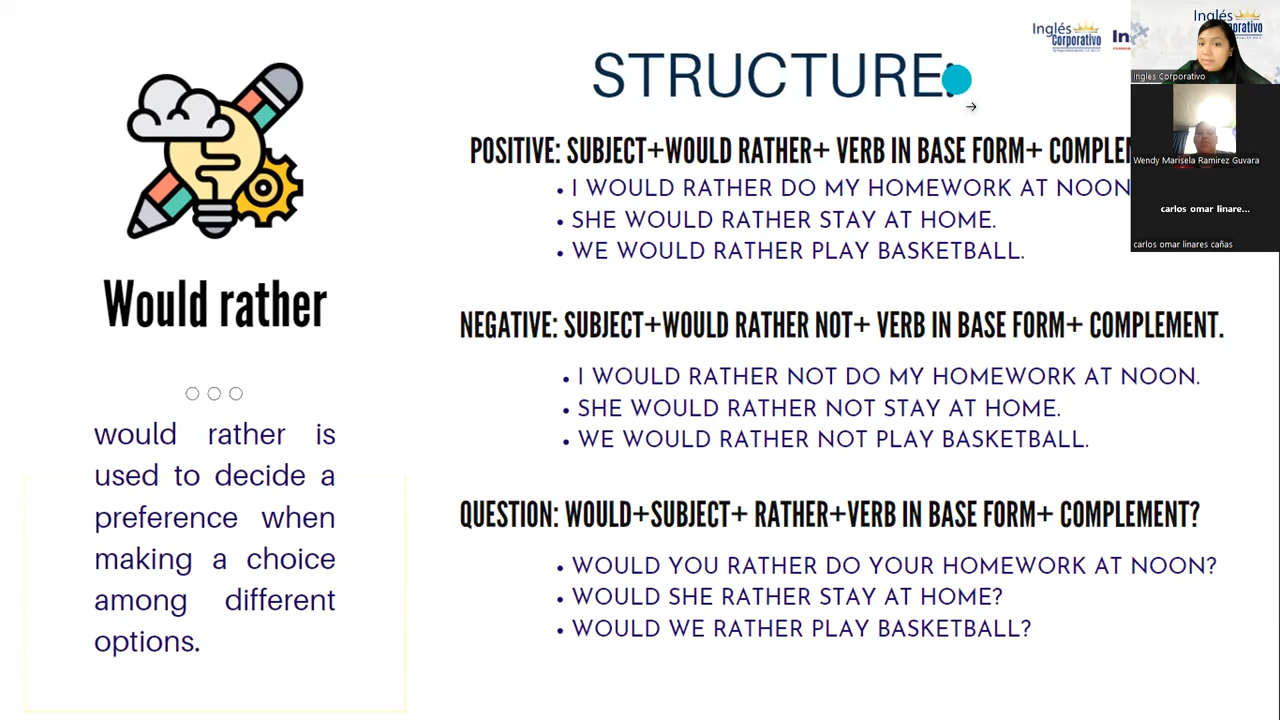 Inglés
Corporativo
In
Inglés
Corporativo
Ingles Corporativo
Wendy Marisela Ramirez Guvara
carlos omar linare...
carlos omar linares cañas
STRUCTURE:
Would rather
would rather is
used to decide a
preference when
making a choice
among different
options.
POSITIVE: SUBJECT+WOULD RATHER+ VERB IN BASE FORM+
• I WOULD RATHER DO MY HOMEWORK AT NOON
• SHE WOULD RATHER STAY AT HOME.
• WE WOULD RATHER PLAY BASKETBALL.
NEGATIVE: SUBJECT+WOULD RATHER NOT+ VERB IN BASE FORM+ COMPLEMENT.
• I WOULD RATHER NOT DO MY HOMEWORK AT NOON.
• SHE WOULD RATHER NOT STAY AT HOME.
• WE WOULD RATHER NOT PLAY BASKETBALL.
QUESTION: WOULD+SUBJECT+ RATHER+VERB IN BASE FORM+ COMPLEMENT?
• WOULD YOU RATHER DO YOUR HOMEWORK AT NOON?
• WOULD SHE RATHER STAY AT HOME?
• WOULD WE RATHER PLAY BASKETBALL?